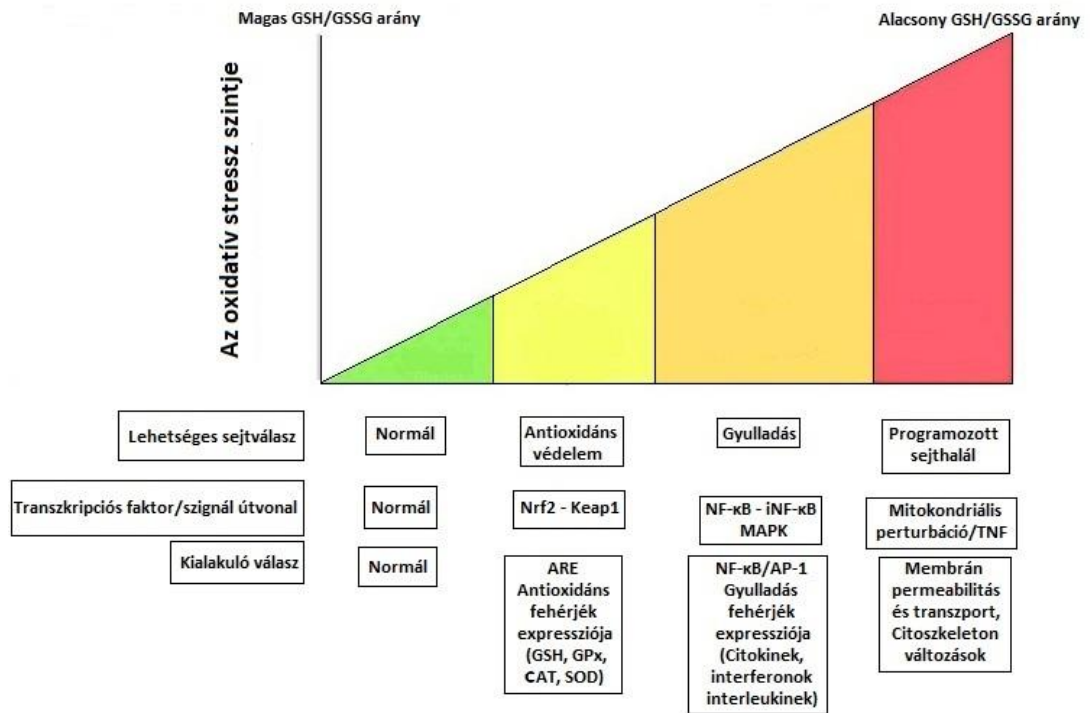 Magas GSH/GSSG arány
Alacsony GSH/GSSG arány
Az oxidatív stressz szintje
Lehetséges sejtválasz
Normál
Antioxidáns
védelem
Gyulladás
Programozott
sejthalál
Transzkripciós faktor/szignál útvonal
Normál
Nrf2 - Keap1
NF-κB - iNF-κB
MAPK
Mitokondriális
perturbáció/TNF
Kialakuló válasz
Normál
ARE
Antioxidáns
fehérjék
expressziója
(GSH, GPx,
CAT, SOD)
NF-κB/AP-1
Gyulladás
fehérjék
expressziója
(Citokinek,
interferonok
interleukinek)
Membrán
permeabilitás
és transzport,
Citoszkeleton
változások